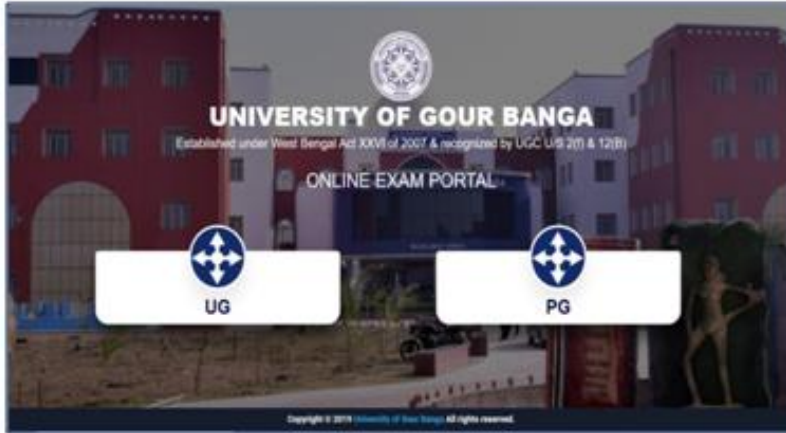 UNIVERSITY OF GOUR BANGA
Established under West Bengal Act XXVI of 2007 & recognized by UGC U/S 2(f) & 12(B)
ONLINE EXAM PORTAL
UG
PG
Copyright © 2019 University of Gour Banga All rights reserved.